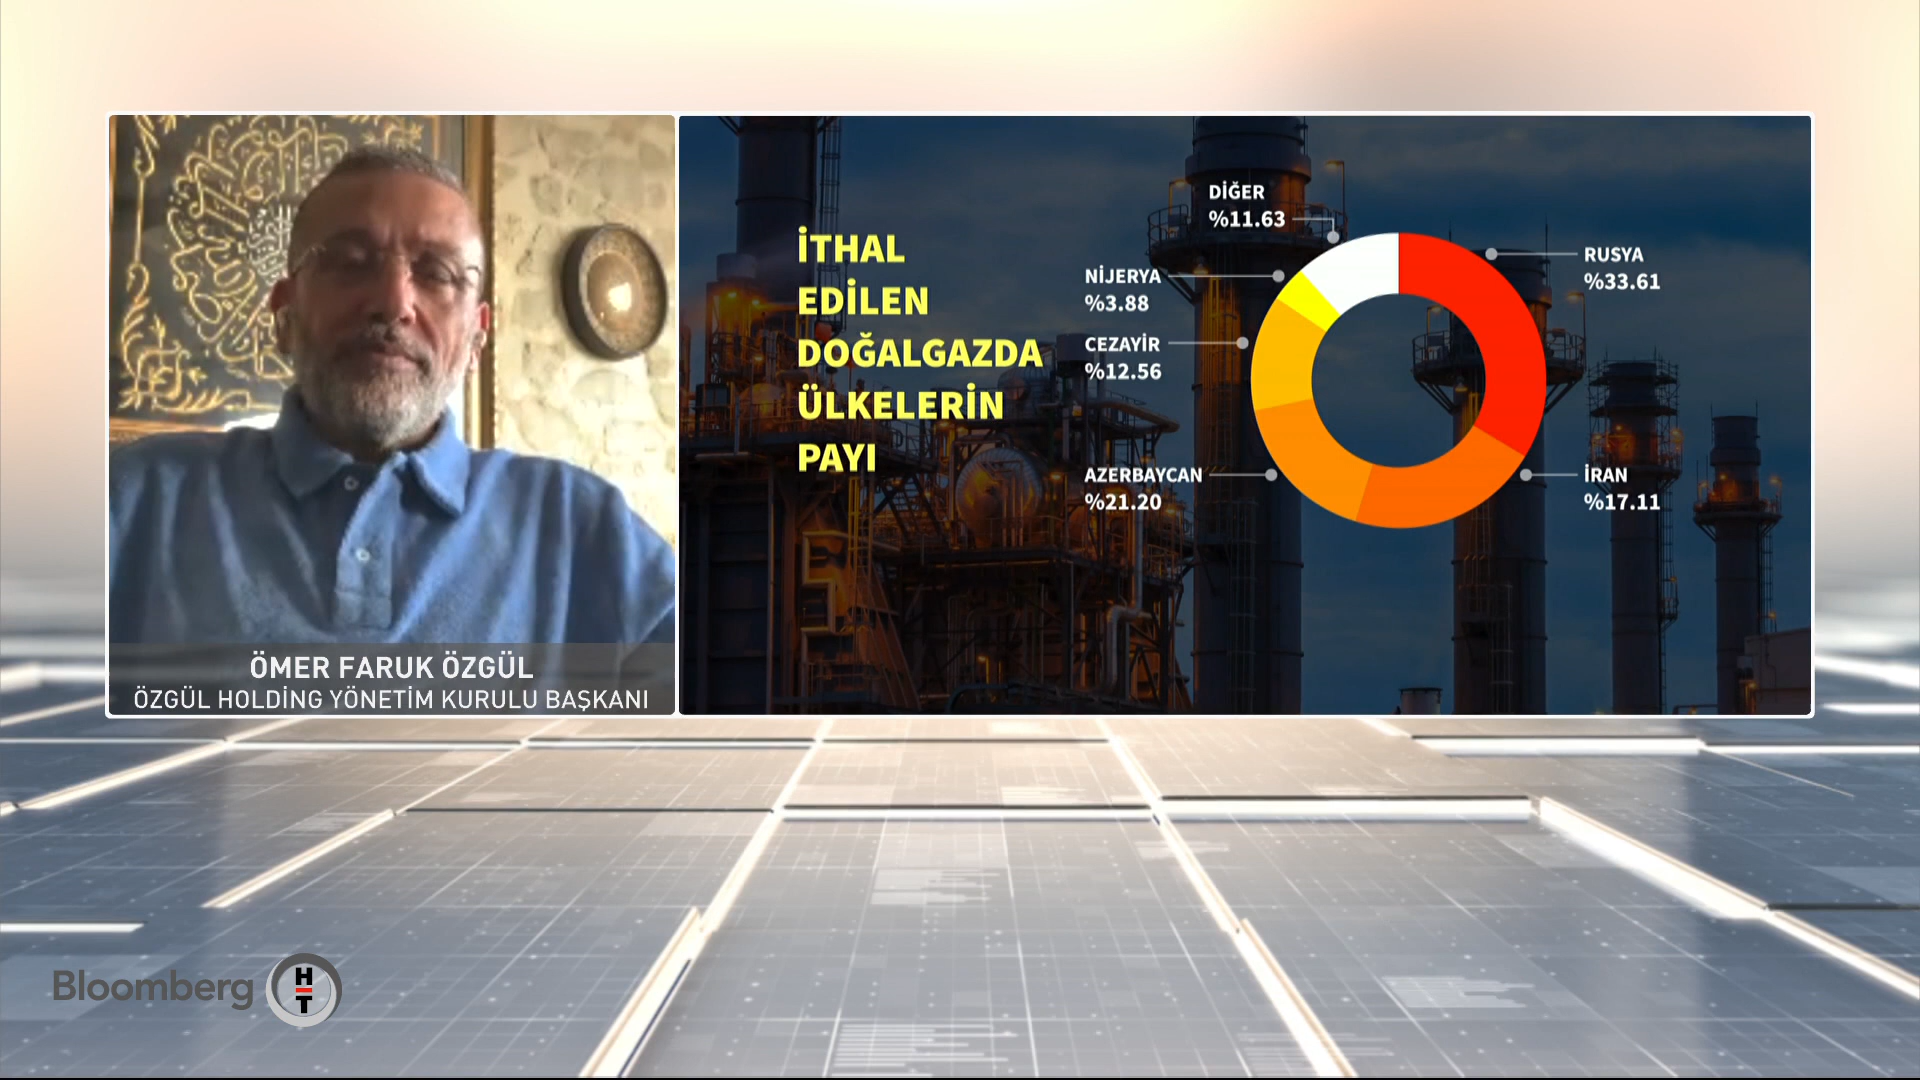 İTHAL
EDİLEN
DOĞALGAZDA
ÜLKELERİN
PAYI
DİĞER
%11.63
NİJERYA
%3.88
CEZAYİR
%12.56
AZERBAYCAN
%21.20
RUSYA
%33.61
İRAN
%17.11
ÖMER FARUK ÖZGÜL
ÖZGÜL HOLDİNG YÖNETİM KURULU BAŞKANI
Bloomberg HT